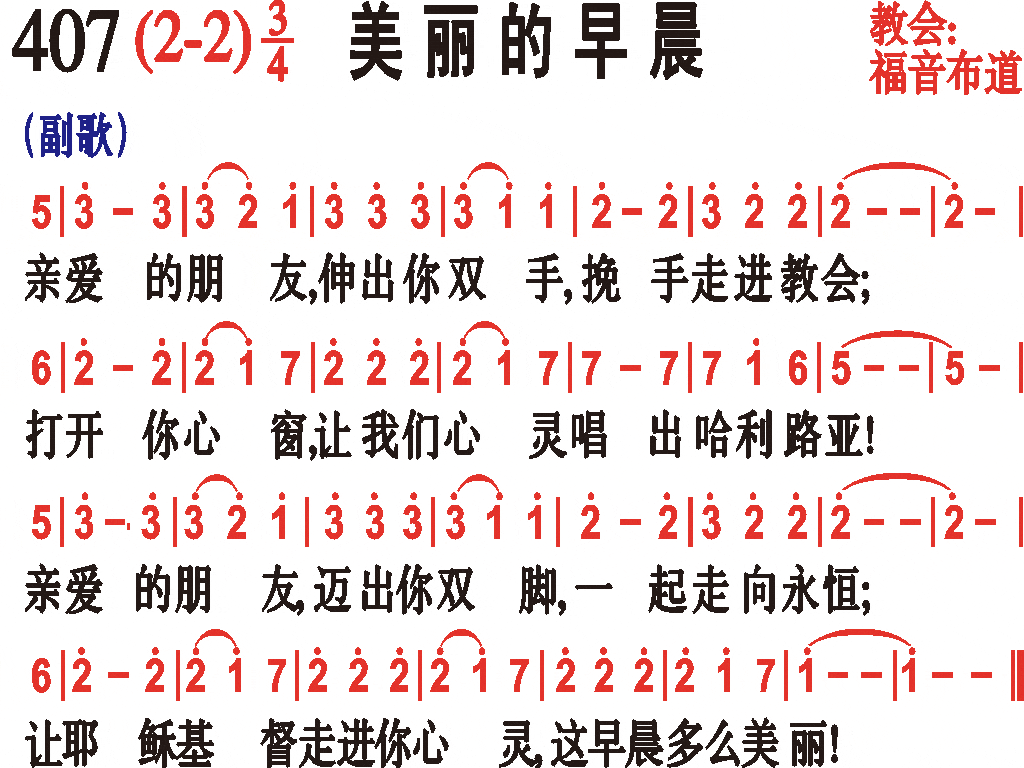 407 (2-2) 3/4 美丽的早晨 教会:
福音布道
(副歌)
5|3̇ - 3̇|3̇ 2̇ 1̇|3̇ 3̇ 3̇|3̇ 1̇ 1̇|2̇ - 2̇|3̇ 2̇ 2̇|2̇ - -|2̇ - |
亲爱 的朋 友,伸出你双 手,挽 手走进教会;
6|2̇ - 2̇|2̇ 1̇ 7|2̇ 2̇ 2̇|2̇ 1̇ 7|7 - 7|7 1̇ 6|5 - -|5 - |
打开 你心 窗,让我们心 灵唱 出哈利路亚!
5|3̇ - 3̇|3̇ 2̇ 1̇|3̇ 3̇ 3̇|3̇ 1̇ 1̇|2̇ - 2̇|3̇ 2̇ 2̇|2̇ - -|2̇ - |
亲爱 的朋 友,迈出你双 脚,一 起走向永恒;
6|2̇ - 2̇|2̇ 1̇ 7|2̇ 2̇ 2̇|2̇ 1̇ 7|2̇ 2̇ 2̇|2̇ 1̇ 7|1̇ - -|1̇ - ‖
让耶 稣基 督走进你心 灵,这早晨多么美丽!